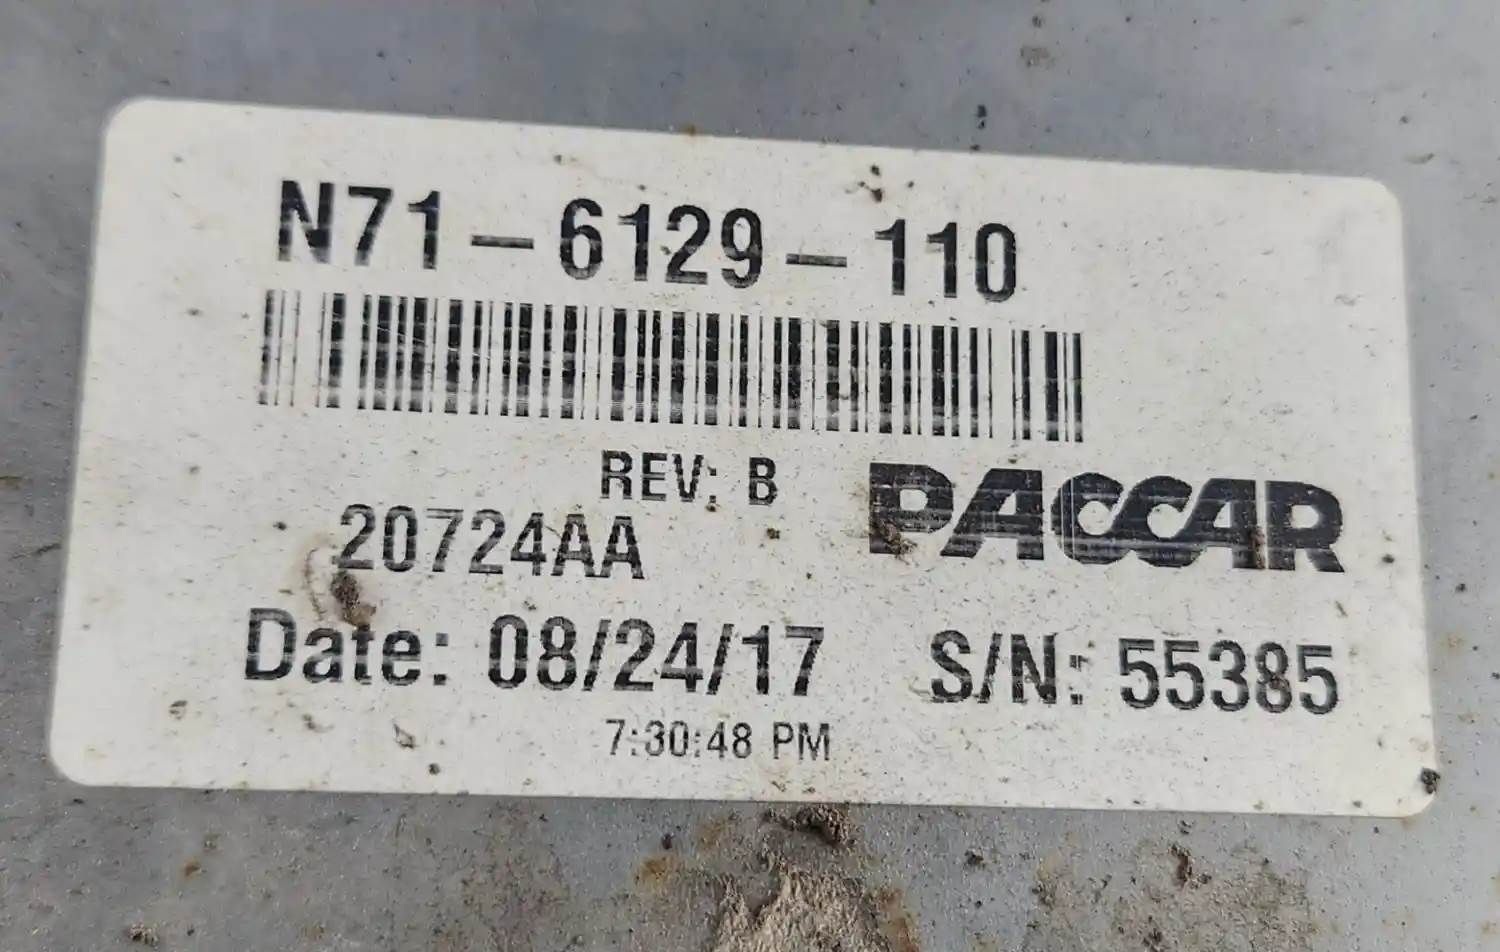 N71-6129-110
REV: B
20724AA
PACCAR
Date: 08/24/17 S/N: 55385
7:30:48 PM